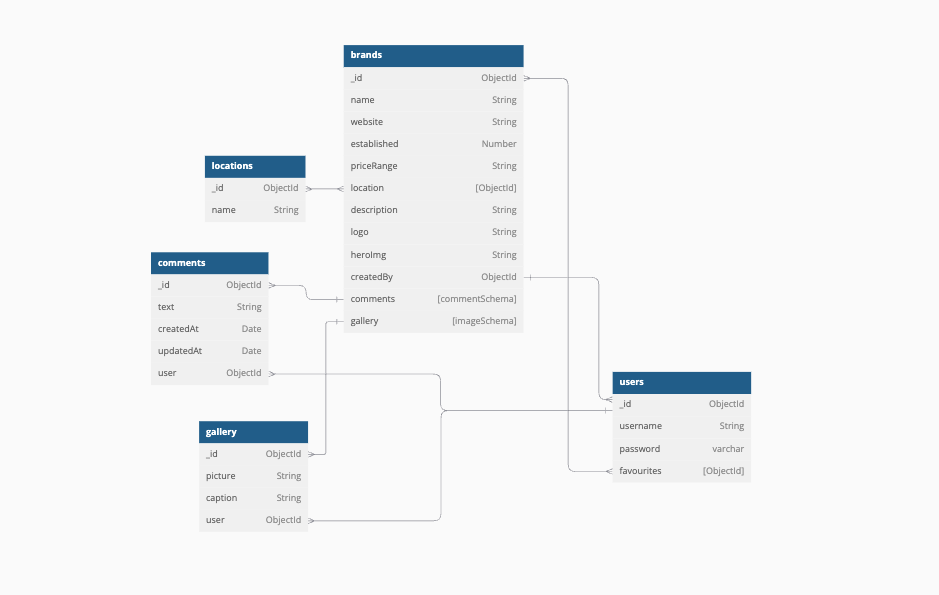 brands
_id ObjectId
name String
website String
established Number
priceRange String
location [ObjectId]
description String
logo String
heroImg String
createdBy ObjectId
comments [commentSchema]
gallery [imageSchema]
locations
_id ObjectId
name String
comments
_id ObjectId
text String
createdAt Date
updatedAt Date
user ObjectId
gallery
_id ObjectId
picture String
caption String
user ObjectId
users
_id ObjectId
username String
password varchar
favourites [ObjectId]